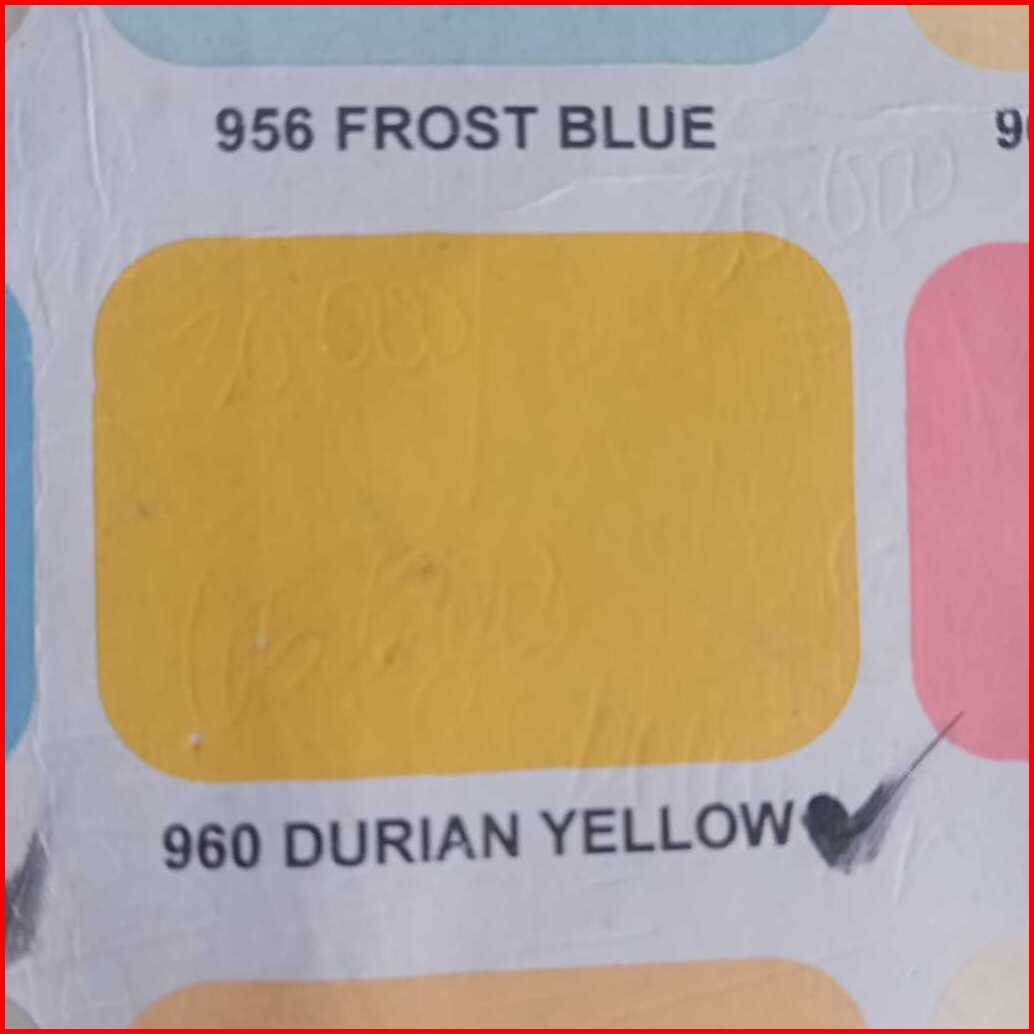 956 FROST BLUE
960 DURIAN YELLOW